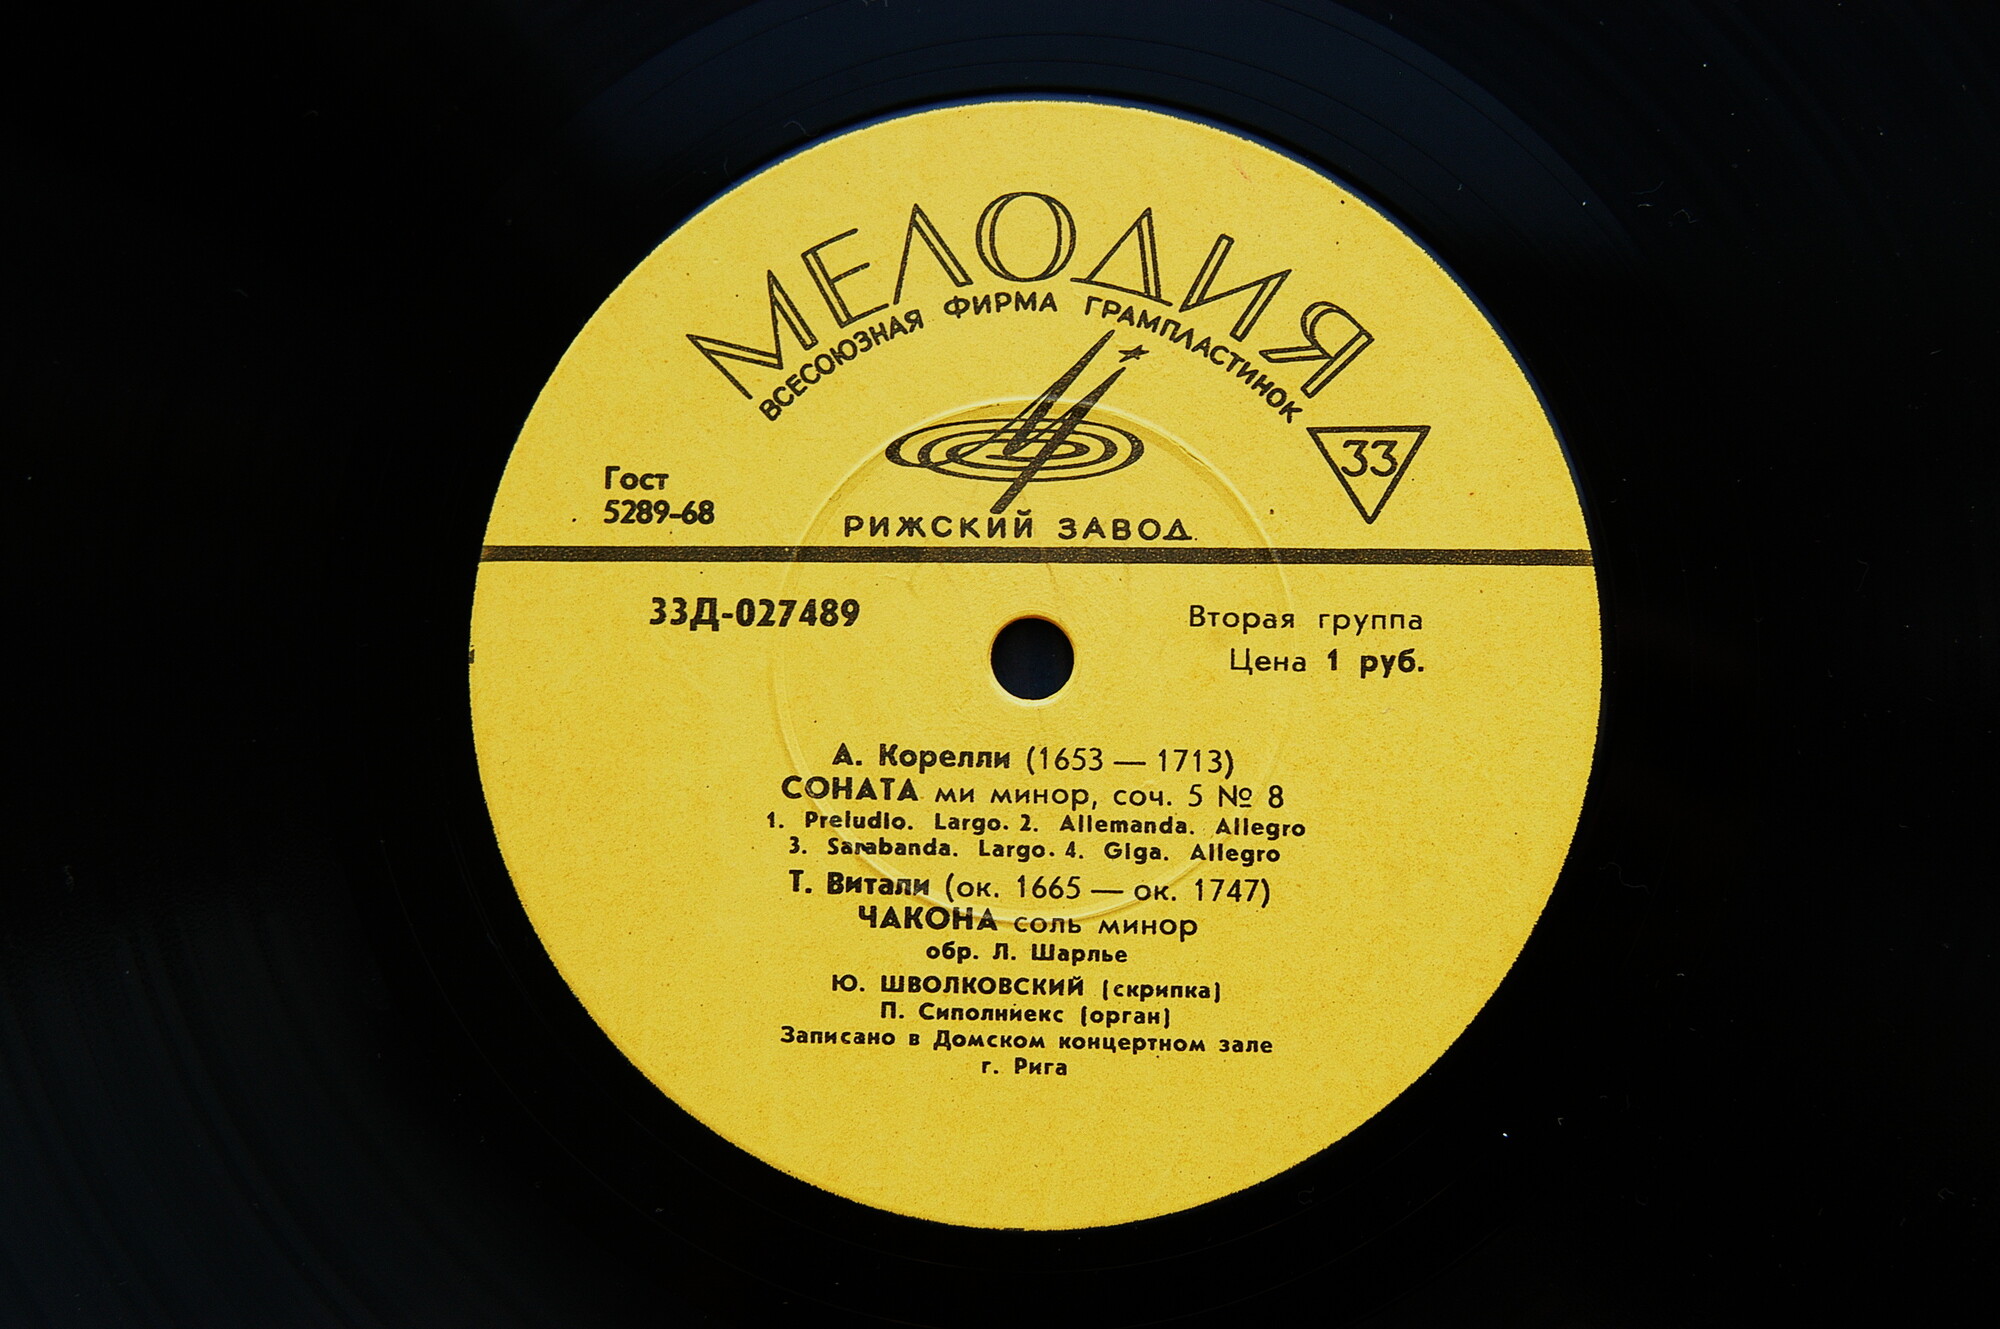 МЕЛОДИЯ
ВСЕСОЮЗНАЯ ФИРМА ГРАМПЛАСТИНОК
33
Гост
5289-68
РИЖСКИЙ ЗАВОД
33Д-027489
Вторая группа
Цена 1 руб.
А. Корелли (1653 — 1713)
СОНАТА ми минор, соч. 5 № 8
1. Preludio. Largo. 2. Allemanda. Allegro
3. Sarabanda. Largo. 4. Giga. Allegro
Т. Витали (ок. 1665 — ок. 1747)
ЧАКОНА соль минор
обр. Л. Шарлье
Ю. ШВОЛКОВСКИЙ (скрипка)
П. Сиполниекс (орган)
Записано в Домском концертном зале
г. Рига